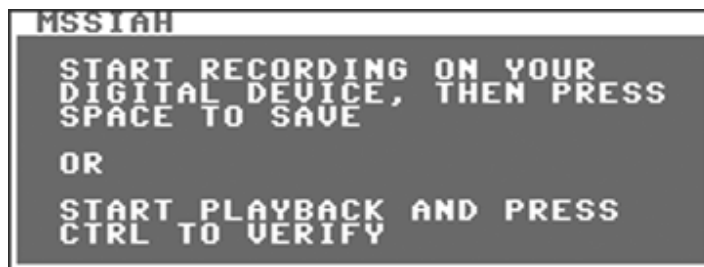 MSSIAH
START RECORDING ON YOUR
DIGITAL DEVICE, THEN PRESS
SPACE TO SAVE
OR
START PLAYBACK AND PRESS
CTRL TO VERIFY